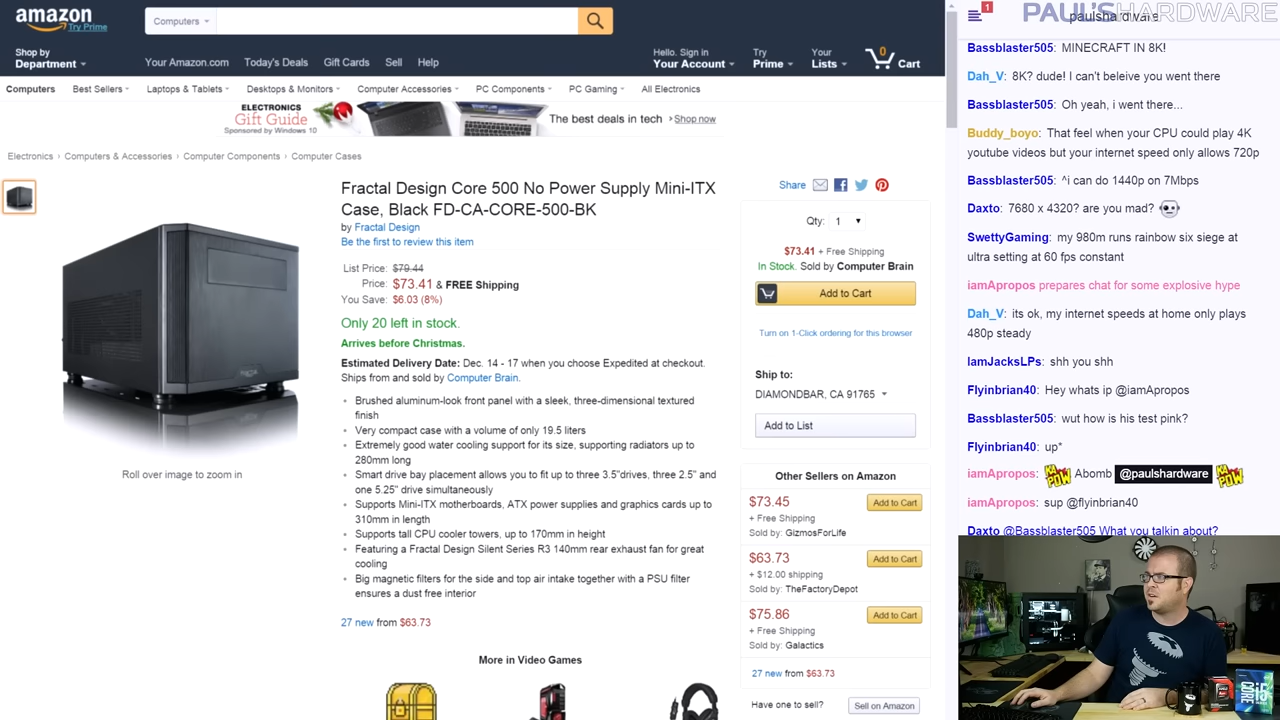 amazon
Try Prime
Computers
Shop by
Department
Your Amazon.com
Today's Deals
Gift Cards
Sell
Help
Hello. Sign in
Your Account
Try
Prime
Your
Lists
0
Cart
Computers
Best Sellers
Laptops & Tablets
Desktops & Monitors
Computer Accessories
PC Components
PC Gaming
All Electronics
ELECTRONICS
Gift Guide
Sponsored by Windows 10
The best deals in tech › Shop now
Electronics › Computers & Accessories › Computer Components › Computer Cases
Fractal Design Core 500 No Power Supply Mini-ITX
Case, Black FD-CA-CORE-500-BK
by Fractal Design
Be the first to review this item
List Price: $79.44
Price: $73.41 & FREE Shipping
You Save: $6.03 (8%)
Only 20 left in stock.
Arrives before Christmas.
Estimated Delivery Date: Dec. 14 - 17 when you choose Expedited at checkout.
Ships from and sold by Computer Brain.
Brushed aluminum-look front panel with a sleek, three-dimensional textured
finish
Very compact case with a volume of only 19.5 liters
Extremely good water cooling support for its size, supporting radiators up to
280mm long
Smart drive bay placement allows you to fit up to three 3.5"drives, three 2.5" and
one 5.25" drive simultaneously
Supports Mini-ITX motherboards, ATX power supplies and graphics cards up to
310mm in length
Supports tall CPU cooler towers, up to 170mm in height
Featuring a Fractal Design Silent Series R3 140mm rear exhaust fan for great
cooling
Big magnetic filters for the side and top air intake together with a PSU filter
ensures a dust free interior
27 new from $63.73
More in Video Games
Roll over image to zoom in
Share
Qty: 1
$73.41 + Free Shipping
In Stock. Sold by Computer Brain
Add to Cart
Turn on 1-Click ordering for this browser
Ship to:
DIAMONDBAR, CA 91765
Add to List
Other Sellers on Amazon
$73.45
Add to Cart
+ Free Shipping
Sold by: GizmosForLife
$63.73
Add to Cart
+ $12.00 shipping
Sold by: TheFactoryDepot
$75.86
Add to Cart
+ Free Shipping
Sold by: Galactics
27 new from $63.73
Have one to sell?
Sell on Amazon
1
PAUL'SHARDWARE
paulshardware
Bassblaster505: MINECRAFT IN 8K!
Dah_V: 8K? dude! I can't beleive you went there
Bassblaster505: Oh yeah, i went there...
Buddy_boyo: That feel when your CPU could play 4K
youtube videos but your internet speed only allows 720p
Bassblaster505: ^i can do 1440p on 7Mbps
Daxto: 7680 x 4320? are you mad?
SwettyGaming: my 980m runs rainbow six siege at
ultra setting at 60 fps constant
iamApropos prepares chat for some explosive hype
Dah_V: its ok, my internet speeds at home only plays
480p steady
IamJacksLPs: shh you shh
Flyinbrian40: Hey whats ip @iamApropos
Bassblaster505: wut how is his test pink?
Flyinbrian40: up*
iamApropos: POW Abomb @paulshardware POW
iamApropos: sup @flyinbrian40
Daxto @Bassblaster505 What you talkin about?